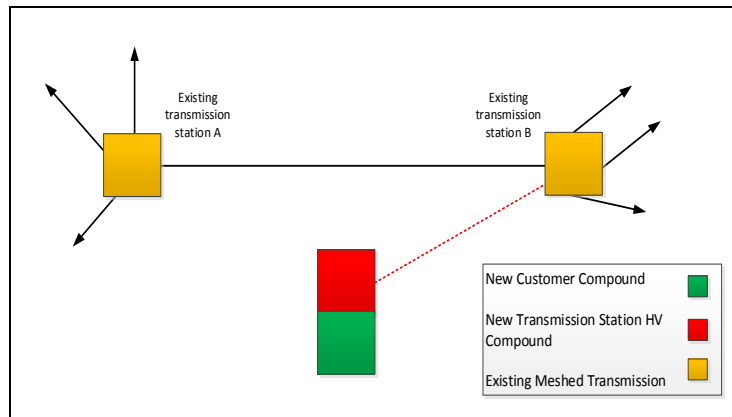 Existing
transmission
station A
Existing
transmission
station B
New Customer Compound
New Transmission Station HV
Compound
Existing Meshed Transmission